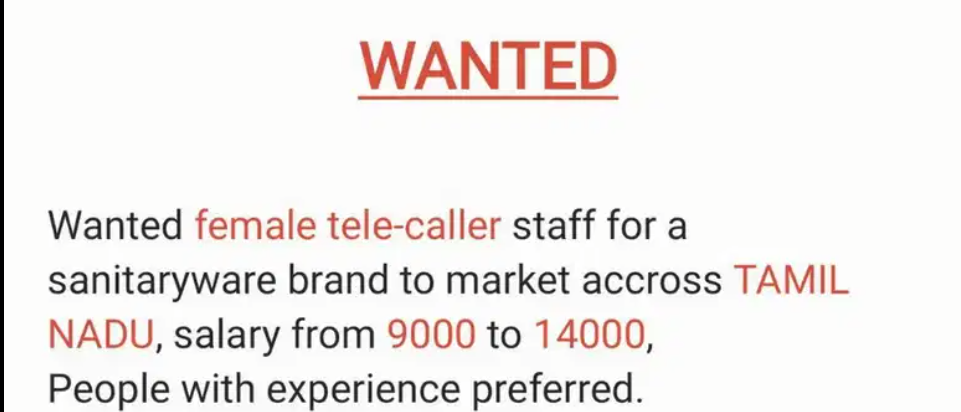 WANTED
Wanted female tele-caller staff for a
sanitaryware brand to market accross TAMIL
NADU, salary from 9000 to 14000,
People with experience preferred.